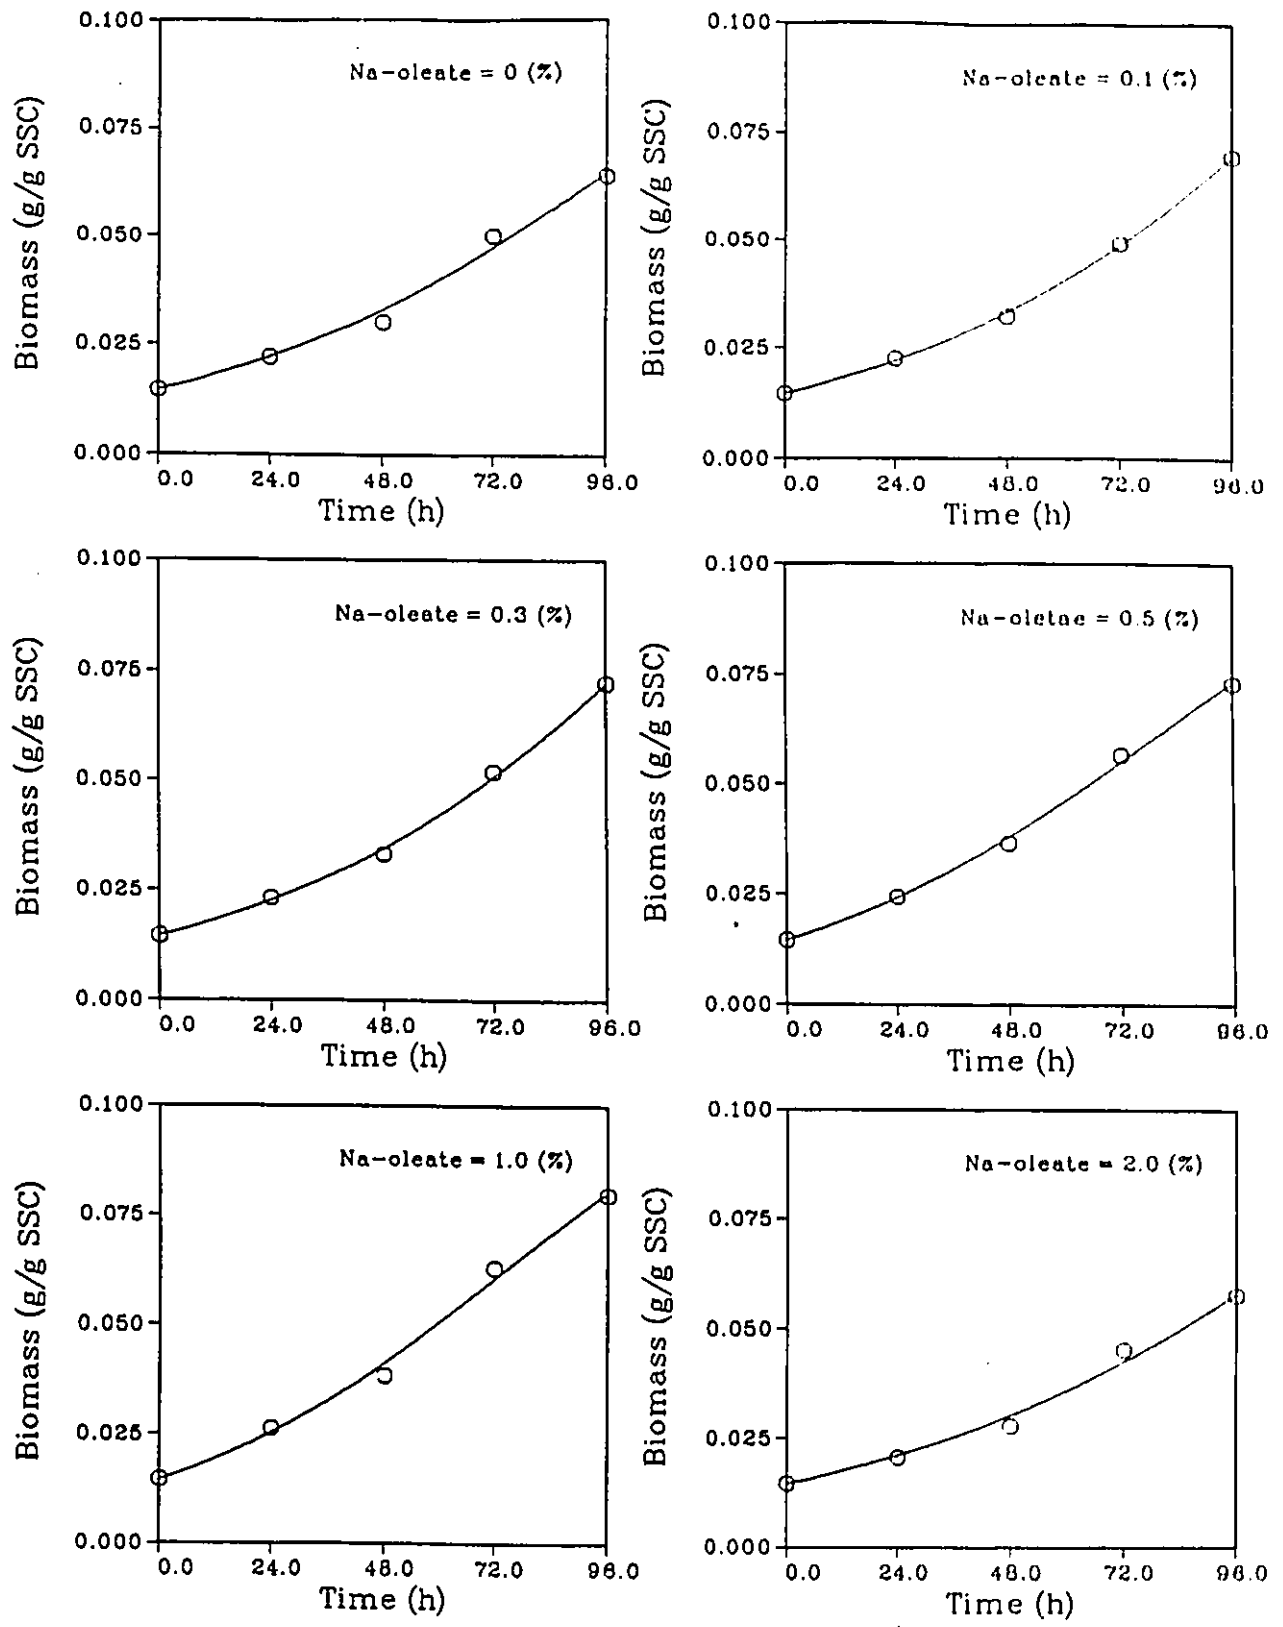 0.100
Na-oleate = 0 (%)
0.075
0.050
0.025
0.000
Biomass (g/g SSC)
0.0 24.0 48.0 72.0 96.0
Time (h)
0.100
Na-oleate = 0.1 (%)
0.075
0.050
0.025
0.000
Biomass (g/g SSC)
0.0 24.0 48.0 72.0 96.0
Time (h)
0.100
Na-oleate = 0.3 (%)
0.075
0.050
0.025
0.000
Biomass (g/g SSC)
0.0 24.0 48.0 72.0 96.0
Time (h)
0.100
Na-oletae = 0.5 (%)
0.075
0.050
0.025
0.000
Biomass (g/g SSC)
0.0 24.0 48.0 72.0 96.0
Time (h)
0.100
Na-oleate = 1.0 (%)
0.075
0.050
0.025
0.000
Biomass (g/g SSC)
0.0 24.0 48.0 72.0 96.0
Time (h)
0.100
Na-oleate = 2.0 (%)
0.075
0.050
0.025
0.000
Biomass (g/g SSC)
0.0 24.0 48.0 72.0 96.0
Time (h)